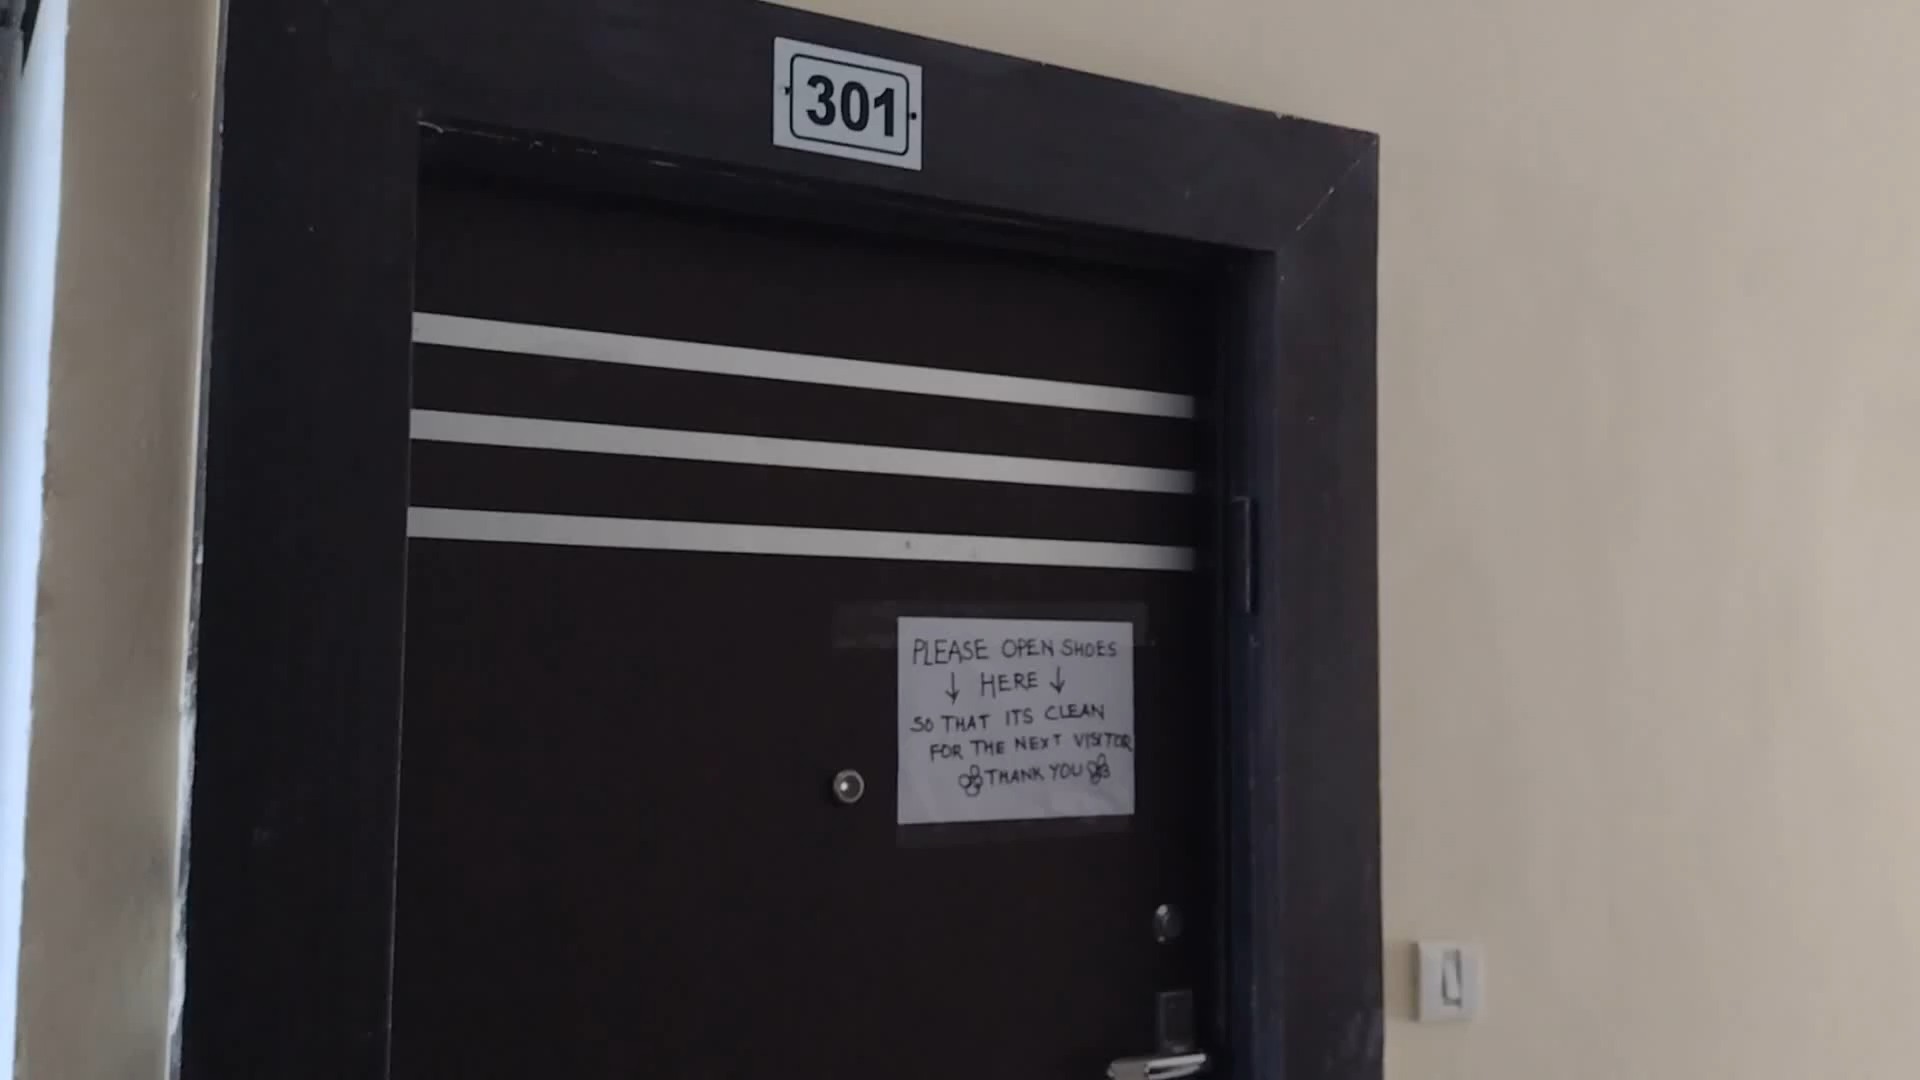 301
PLEASE OPEN SHOES
↓ HERE ↓
SO THAT ITS CLEAN
FOR THE NEXT VISITOR
THANK YOU